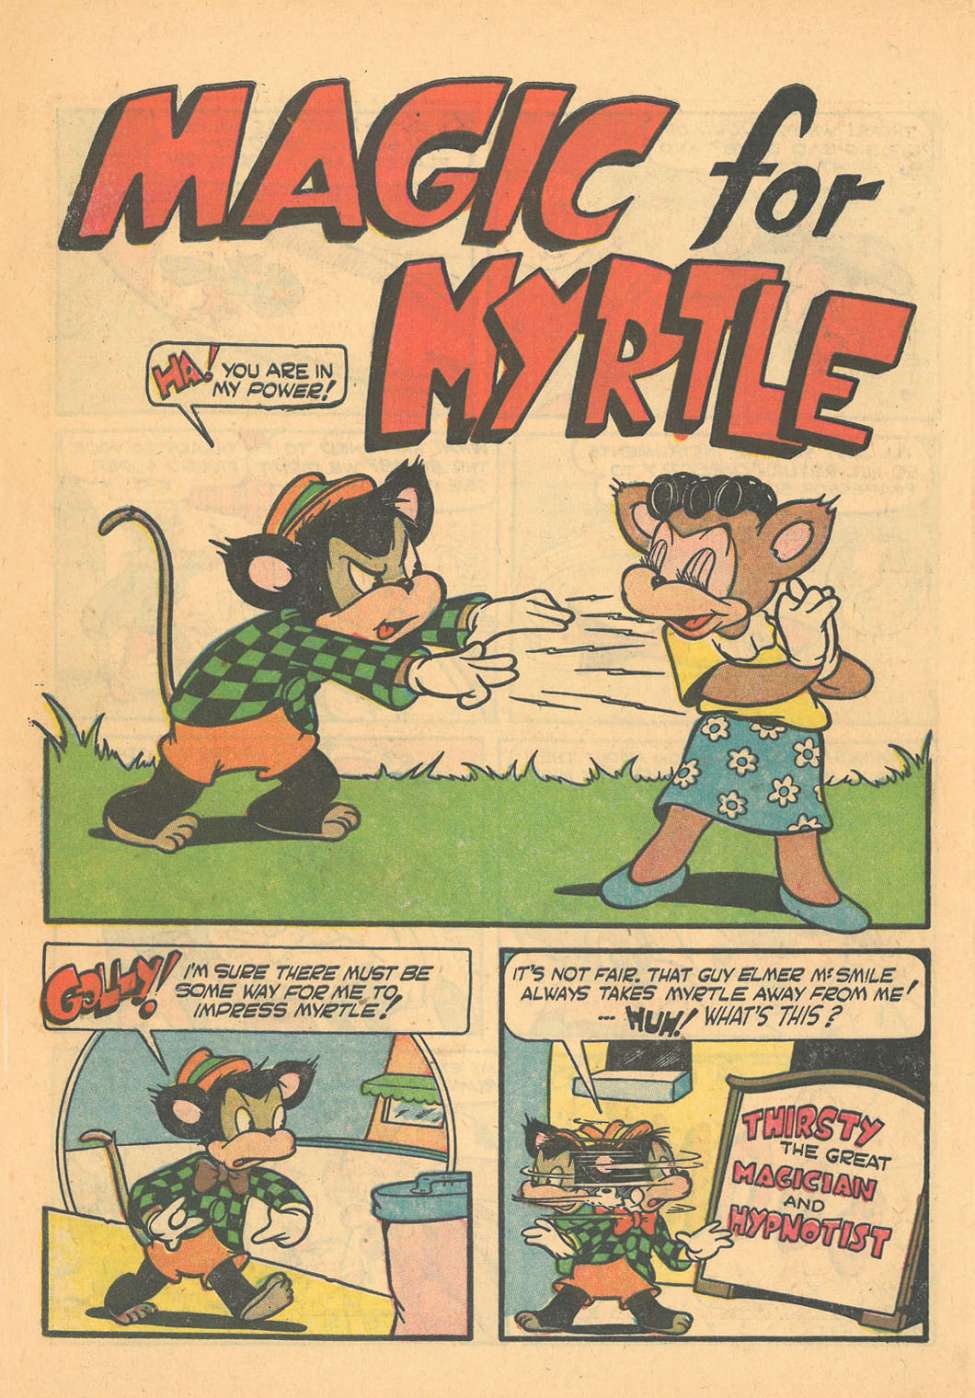 MAGIC for
MYRTLE
HA! YOU ARE IN
MY POWER!
GOLLY! I'M SURE THERE MUST BE
SOME WAY FOR ME TO
IMPRESS MYRTLE!
IT'S NOT FAIR. THAT GUY ELMER McSMILE
ALWAYS TAKES MYRTLE AWAY FROM ME!
... HUH! WHAT'S THIS?
THIRSTY
THE GREAT
MAGICIAN
AND
HYPNOTIST